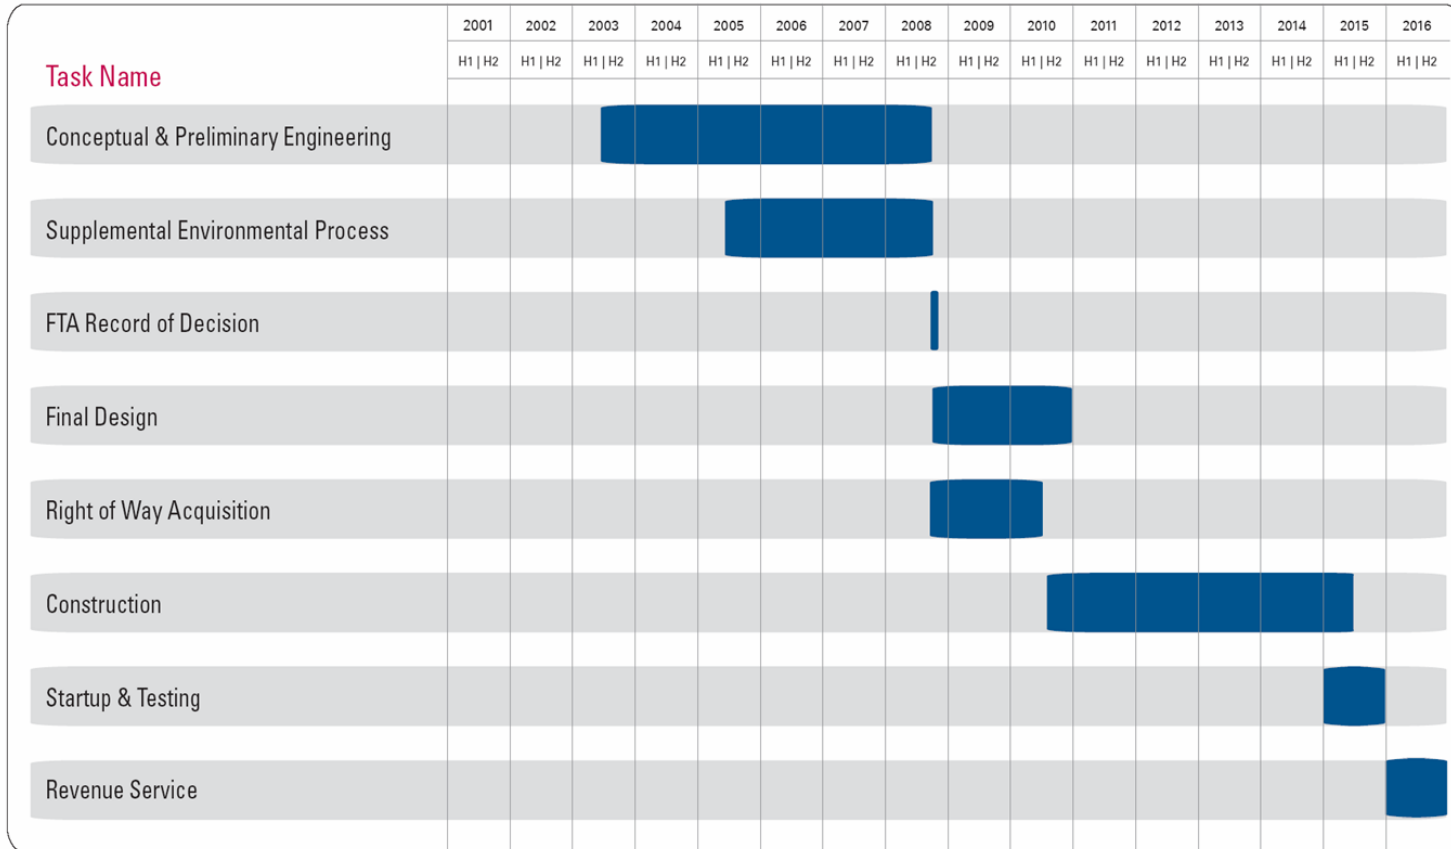 2001 2002 2003 2004 2005 2006 2007 2008 2009 2010 2011 2012 2013 2014 2015 2016
H1 | H2 H1 | H2 H1 | H2 H1 | H2 H1 | H2 H1 | H2 H1 | H2 H1 | H2 H1 | H2 H1 | H2 H1 | H2 H1 | H2 H1 | H2 H1 | H2 H1 | H2 H1 | H2
Task Name
Conceptual & Preliminary Engineering
Supplemental Environmental Process
FTA Record of Decision
Final Design
Right of Way Acquisition
Construction
Startup & Testing
Revenue Service